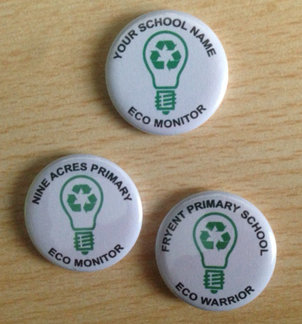 YOUR SCHOOL NAME
ECO MONITOR
NINE ACRES PRIMARY
ECO MONITOR
FRYENT PRIMARY SCHOOL
ECO WARRIOR